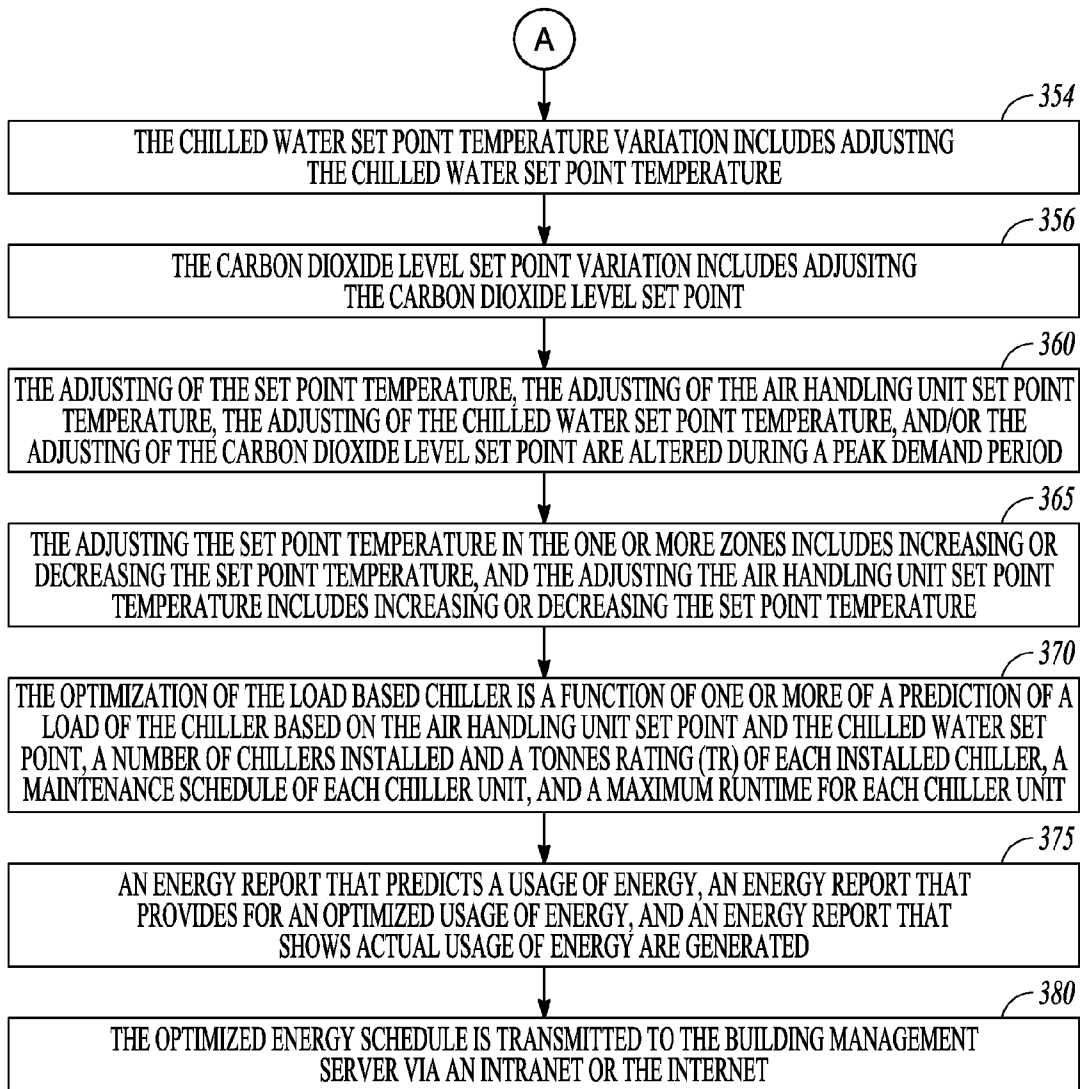 A
354
THE CHILLED WATER SET POINT TEMPERATURE VARIATION INCLUDES ADJUSTING
THE CHILLED WATER SET POINT TEMPERATURE
356
THE CARBON DIOXIDE LEVEL SET POINT VARIATION INCLUDES ADJUSITNG
THE CARBON DIOXIDE LEVEL SET POINT
360
THE ADJUSTING OF THE SET POINT TEMPERATURE, THE ADJUSTING OF THE AIR HANDLING UNIT SET POINT
TEMPERATURE, THE ADJUSTING OF THE CHILLED WATER SET POINT TEMPERATURE, AND/OR THE
ADJUSTING OF THE CARBON DIOXIDE LEVEL SET POINT ARE ALTERED DURING A PEAK DEMAND PERIOD
365
THE ADJUSTING THE SET POINT TEMPERATURE IN THE ONE OR MORE ZONES INCLUDES INCREASING OR
DECREASING THE SET POINT TEMPERATURE, AND THE ADJUSTING THE AIR HANDLING UNIT SET POINT
TEMPERATURE INCLUDES INCREASING OR DECREASING THE SET POINT TEMPERATURE
370
THE OPTIMIZATION OF THE LOAD BASED CHILLER IS A FUNCTION OF ONE OR MORE OF A PREDICTION OF A
LOAD OF THE CHILLER BASED ON THE AIR HANDLING UNIT SET POINT AND THE CHILLED WATER SET
POINT, A NUMBER OF CHILLERS INSTALLED AND A TONNES RATING (TR) OF EACH INSTALLED CHILLER, A
MAINTENANCE SCHEDULE OF EACH CHILLER UNIT, AND A MAXIMUM RUNTIME FOR EACH CHILLER UNIT
375
AN ENERGY REPORT THAT PREDICTS A USAGE OF ENERGY, AN ENERGY REPORT THAT
PROVIDES FOR AN OPTIMIZED USAGE OF ENERGY, AND AN ENERGY REPORT THAT
SHOWS ACTUAL USAGE OF ENERGY ARE GENERATED
380
THE OPTIMIZED ENERGY SCHEDULE IS TRANSMITTED TO THE BUILDING MANAGEMENT
SERVER VIA AN INTRANET OR THE INTERNET